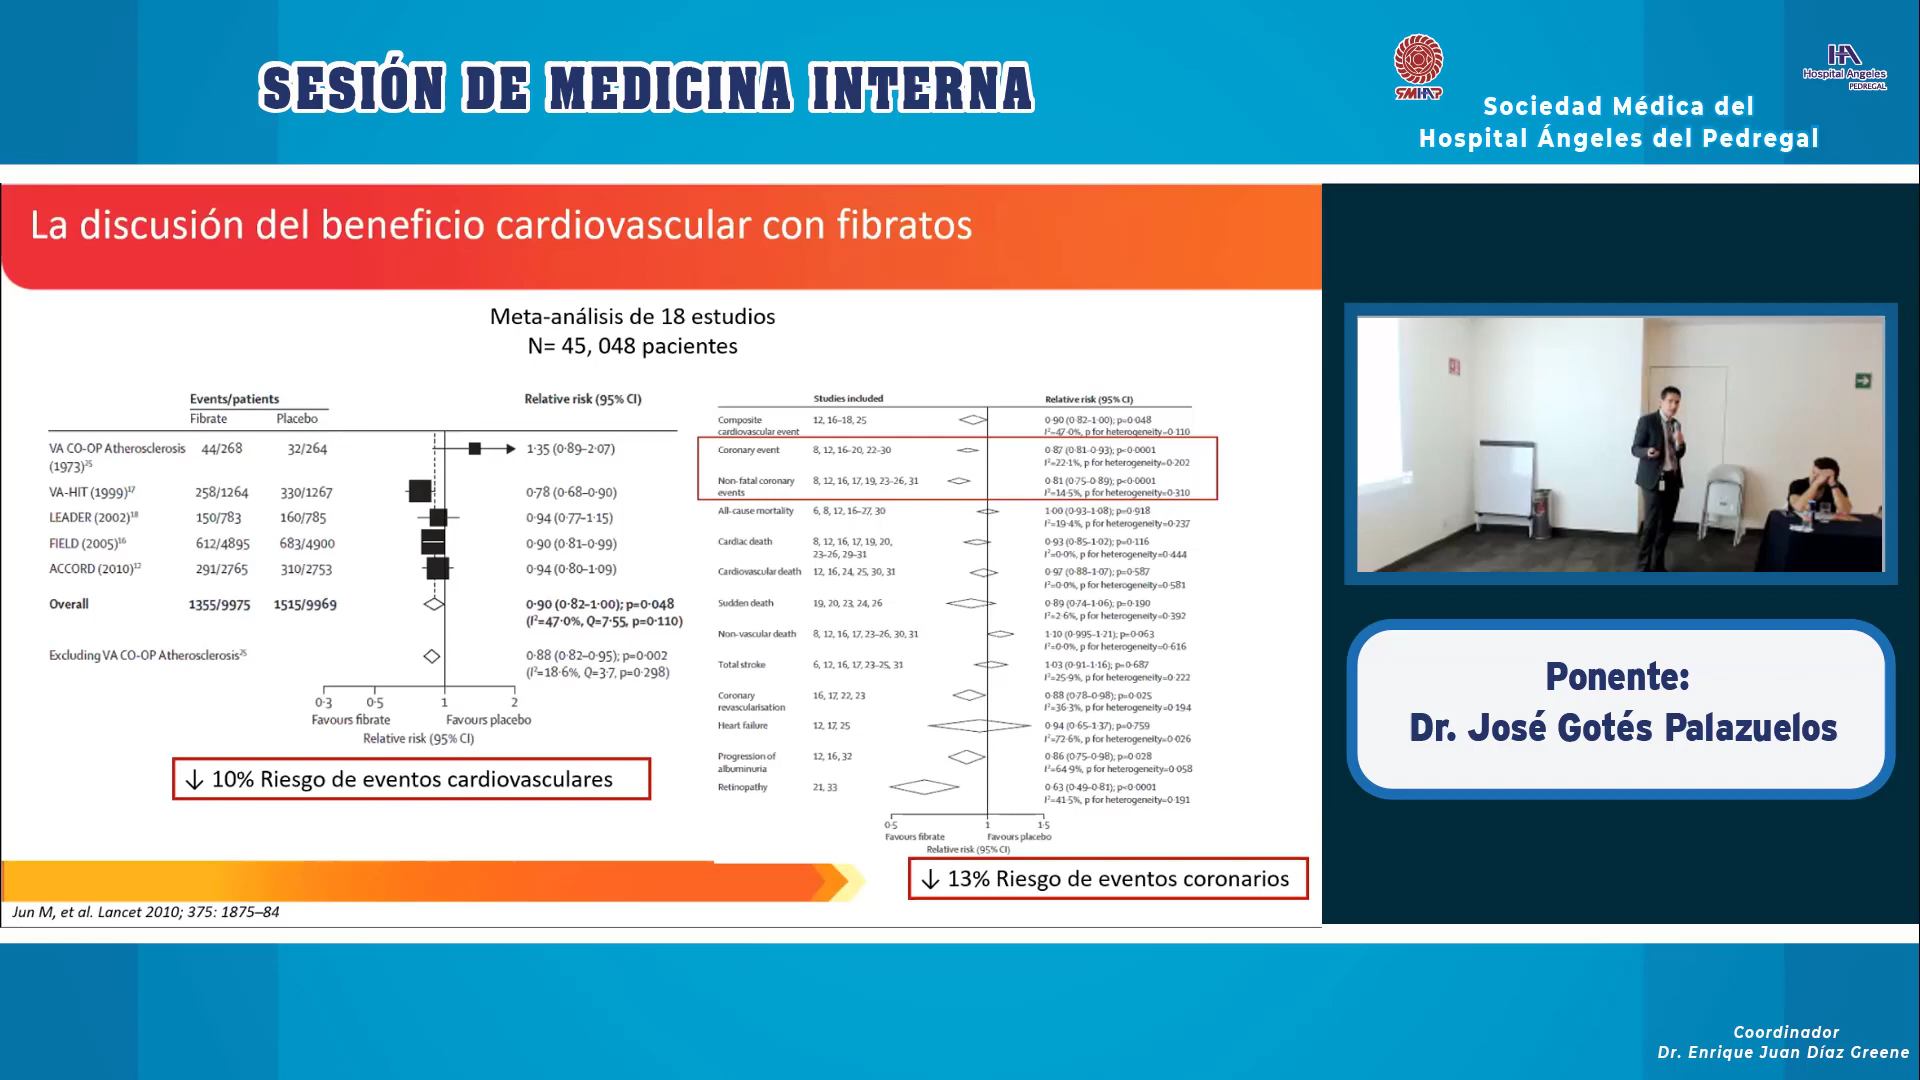 SESIÓN DE MEDICINA INTERNA
SMHAP
Sociedad Médica del
Hospital Ángeles del Pedregal
HA
Hospital Angeles
PEDREGAL
La discusión del beneficio cardiovascular con fibratos
Meta-análisis de 18 estudios
N= 45, 048 pacientes
Events/patients Relative risk (95% CI)
Fibrate Placebo
VA CO-OP Atherosclerosis 44/268 32/264 1·35 (0·89–2·07)
(1973)25
VA-HIT (1999)17 258/1264 330/1267 0·78 (0·68–0·90)
LEADER (2002)18 150/783 160/785 0·94 (0·77–1·15)
FIELD (2005)16 612/4895 683/4900 0·90 (0·81–0·99)
ACCORD (2010)12 291/2765 310/2753 0·94 (0·80–1·09)
Overall 1355/9975 1515/9969 0·90 (0·82–1·00); p=0·048
(I²=47·0%, Q=7·55, p=0·110)
Excluding VA CO-OP Atherosclerosis25 0·88 (0·82–0·95); p=0·002
(I²=18·6%, Q=3·7, p=0·298)
0·3 0·5 1 2
Favours fibrate Favours placebo
Relative risk (95% CI)
↓ 10% Riesgo de eventos cardiovasculares
Studies included Relative risk (95% CI)
Composite 12, 16–18, 25 0·90 (0·82–1·00); p=0·048
cardiovascular event I²=47·0%, p for heterogeneity=0·110
Coronary event 8, 12, 16–20, 22–30 0·87 (0·81–0·93); p<0·0001
I²=22·1%, p for heterogeneity=0·202
Non-fatal coronary 8, 12, 16, 17, 19, 23–26, 31 0·81 (0·75–0·89); p<0·0001
events I²=14·5%, p for heterogeneity=0·310
All-cause mortality 6, 8, 12, 16–27, 30 1·00 (0·93–1·08); p=0·918
I²=19·4%, p for heterogeneity=0·237
Cardiac death 8, 12, 16, 17, 19, 20, 0·93 (0·85–1·02); p=0·116
23–26, 29–31 I²=0·0%, p for heterogeneity=0·444
Cardiovascular death 12, 16, 24, 25, 30, 31 0·97 (0·88–1·07); p=0·587
I²=0·0%, p for heterogeneity=0·581
Sudden death 19, 20, 23, 24, 26 0·89 (0·74–1·06); p=0·190
I²=2·6%, p for heterogeneity=0·392
Non-vascular death 8, 12, 16, 17, 23–26, 30, 31 1·10 (0·995–1·21); p=0·063
I²=0·0%, p for heterogeneity=0·616
Total stroke 6, 12, 16, 17, 23–25, 31 1·03 (0·91–1·16); p=0·687
I²=25·9%, p for heterogeneity=0·222
Coronary 16, 17, 22, 23 0·88 (0·78–0·98); p=0·025
revascularisation I²=36·3%, p for heterogeneity=0·194
Heart failure 12, 17, 25 0·94 (0·65–1·37); p=0·759
I²=72·6%, p for heterogeneity=0·026
Progression of 12, 16, 32 0·86 (0·75–0·98); p=0·028
albuminuria I²=64·9%, p for heterogeneity=0·058
Retinopathy 21, 33 0·63 (0·49–0·81); p<0·0001
I²=41·5%, p for heterogeneity=0·191
0·5 1 1·5
Favours fibrate Favours placebo
Relative risk (95% CI)
↓ 13% Riesgo de eventos coronarios
Jun M, et al. Lancet 2010; 375: 1875–84
Ponente:
Dr. José Gotés Palazuelos
Coordinador
Dr. Enrique Juan Díaz Greene